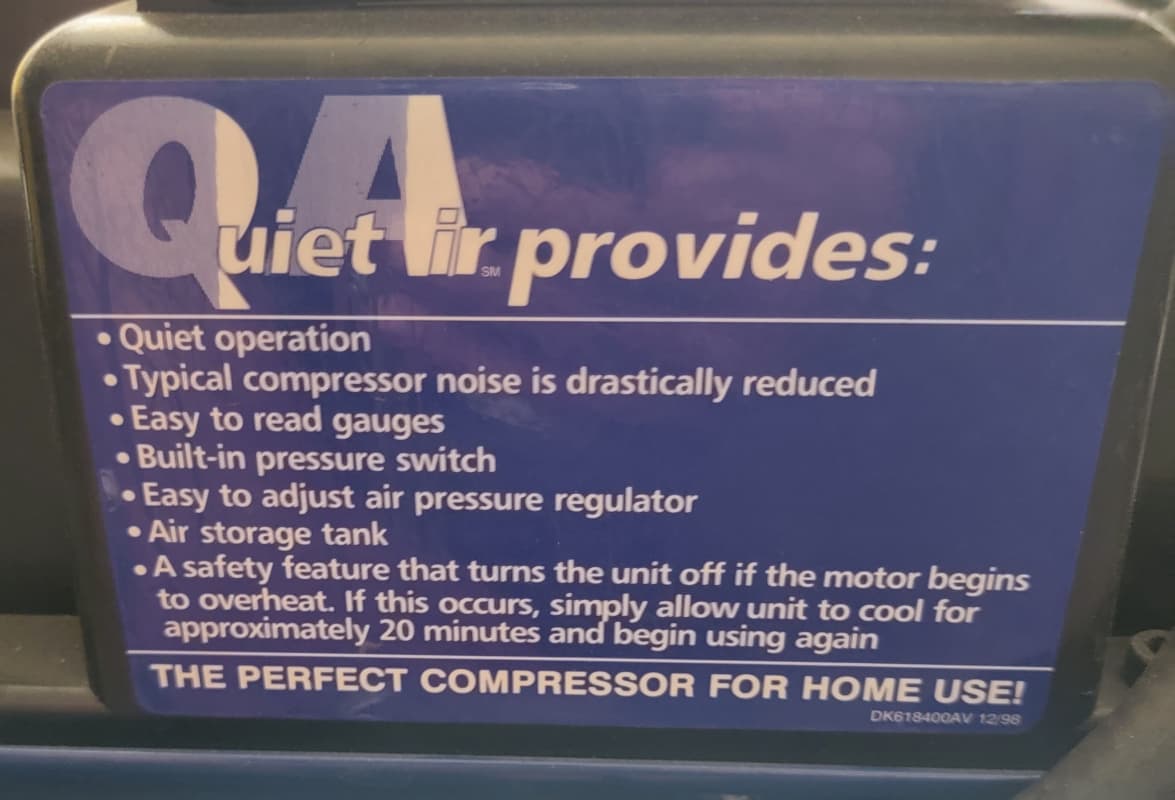 Quiet Air SM provides:
• Quiet operation
• Typical compressor noise is drastically reduced
• Easy to read gauges
• Built-in pressure switch
• Easy to adjust air pressure regulator
• Air storage tank
• A safety feature that turns the unit off if the motor begins
to overheat. If this occurs, simply allow unit to cool for
approximately 20 minutes and begin using again
THE PERFECT COMPRESSOR FOR HOME USE!
DK618400AV 12/98